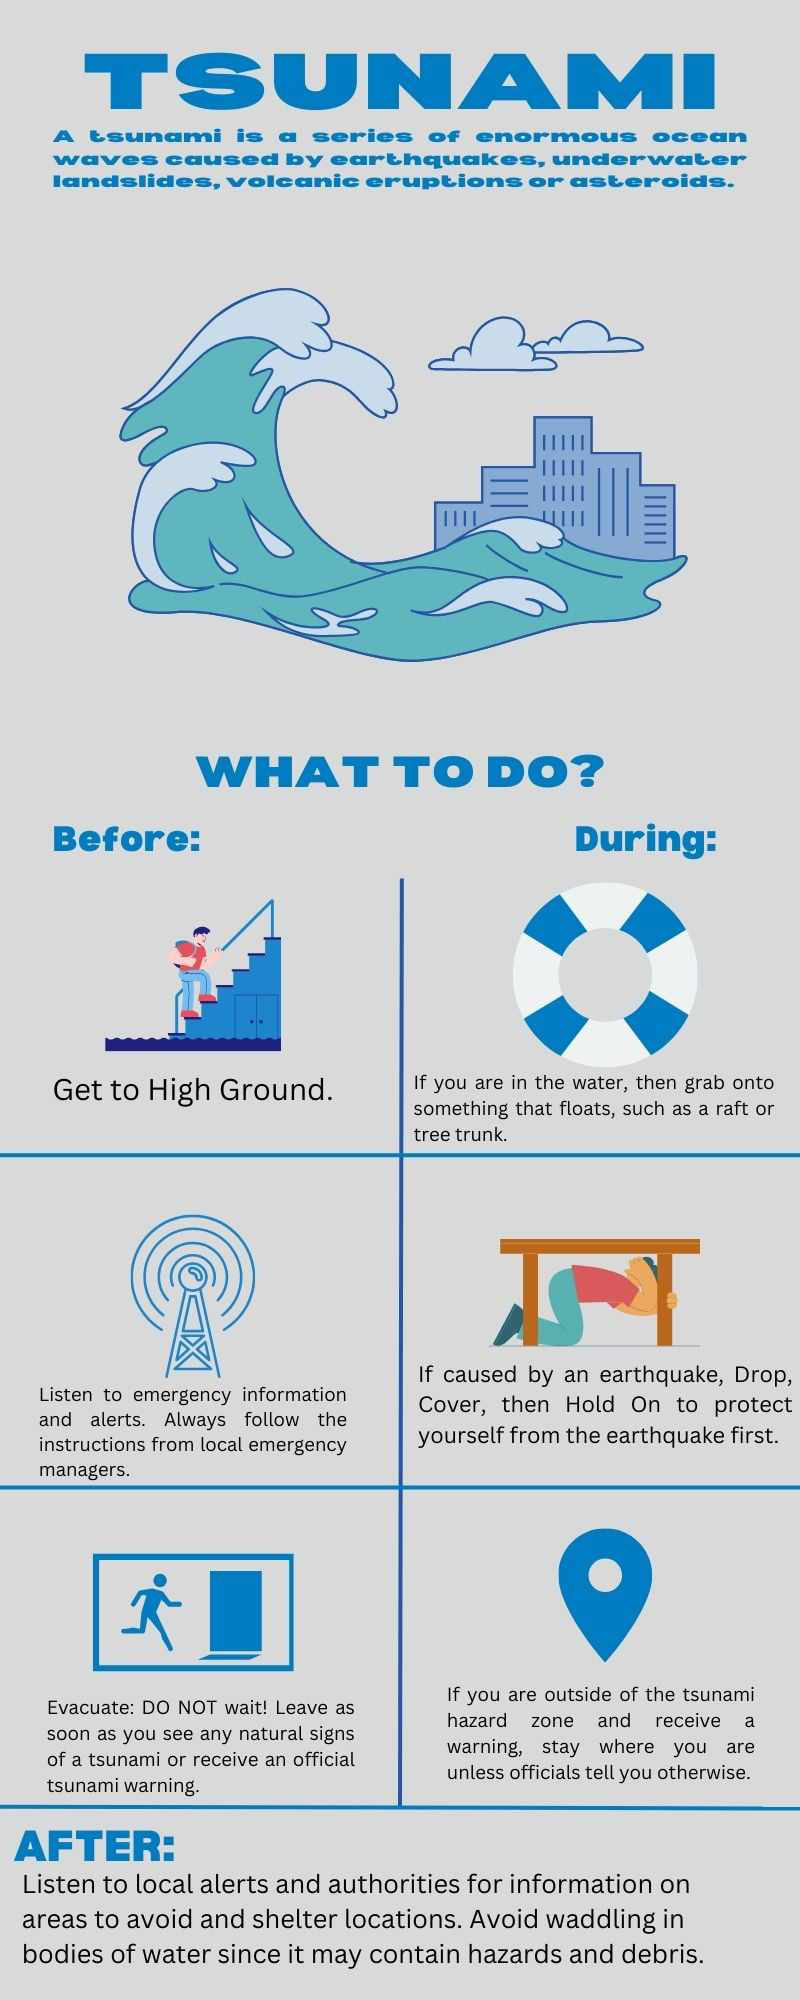 TSUNAMI
A tsunami is a series of enormous ocean
waves caused by earthquakes, underwater
landslides, volcanic eruptions or asteroids.
WHAT TO DO?
Before:
During:
Get to High Ground.
If you are in the water, then grab onto
something that floats, such as a raft or
tree trunk.
Listen to emergency information
and alerts. Always follow the
instructions from local emergency
managers.
If caused by an earthquake, Drop,
Cover, then Hold On to protect
yourself from the earthquake first.
Evacuate: DO NOT wait! Leave as
soon as you see any natural signs
of a tsunami or receive an official
tsunami warning.
If you are outside of the tsunami
hazard zone and receive a
warning, stay where you are
unless officials tell you otherwise.
AFTER:
Listen to local alerts and authorities for information on
areas to avoid and shelter locations. Avoid waddling in
bodies of water since it may contain hazards and debris.